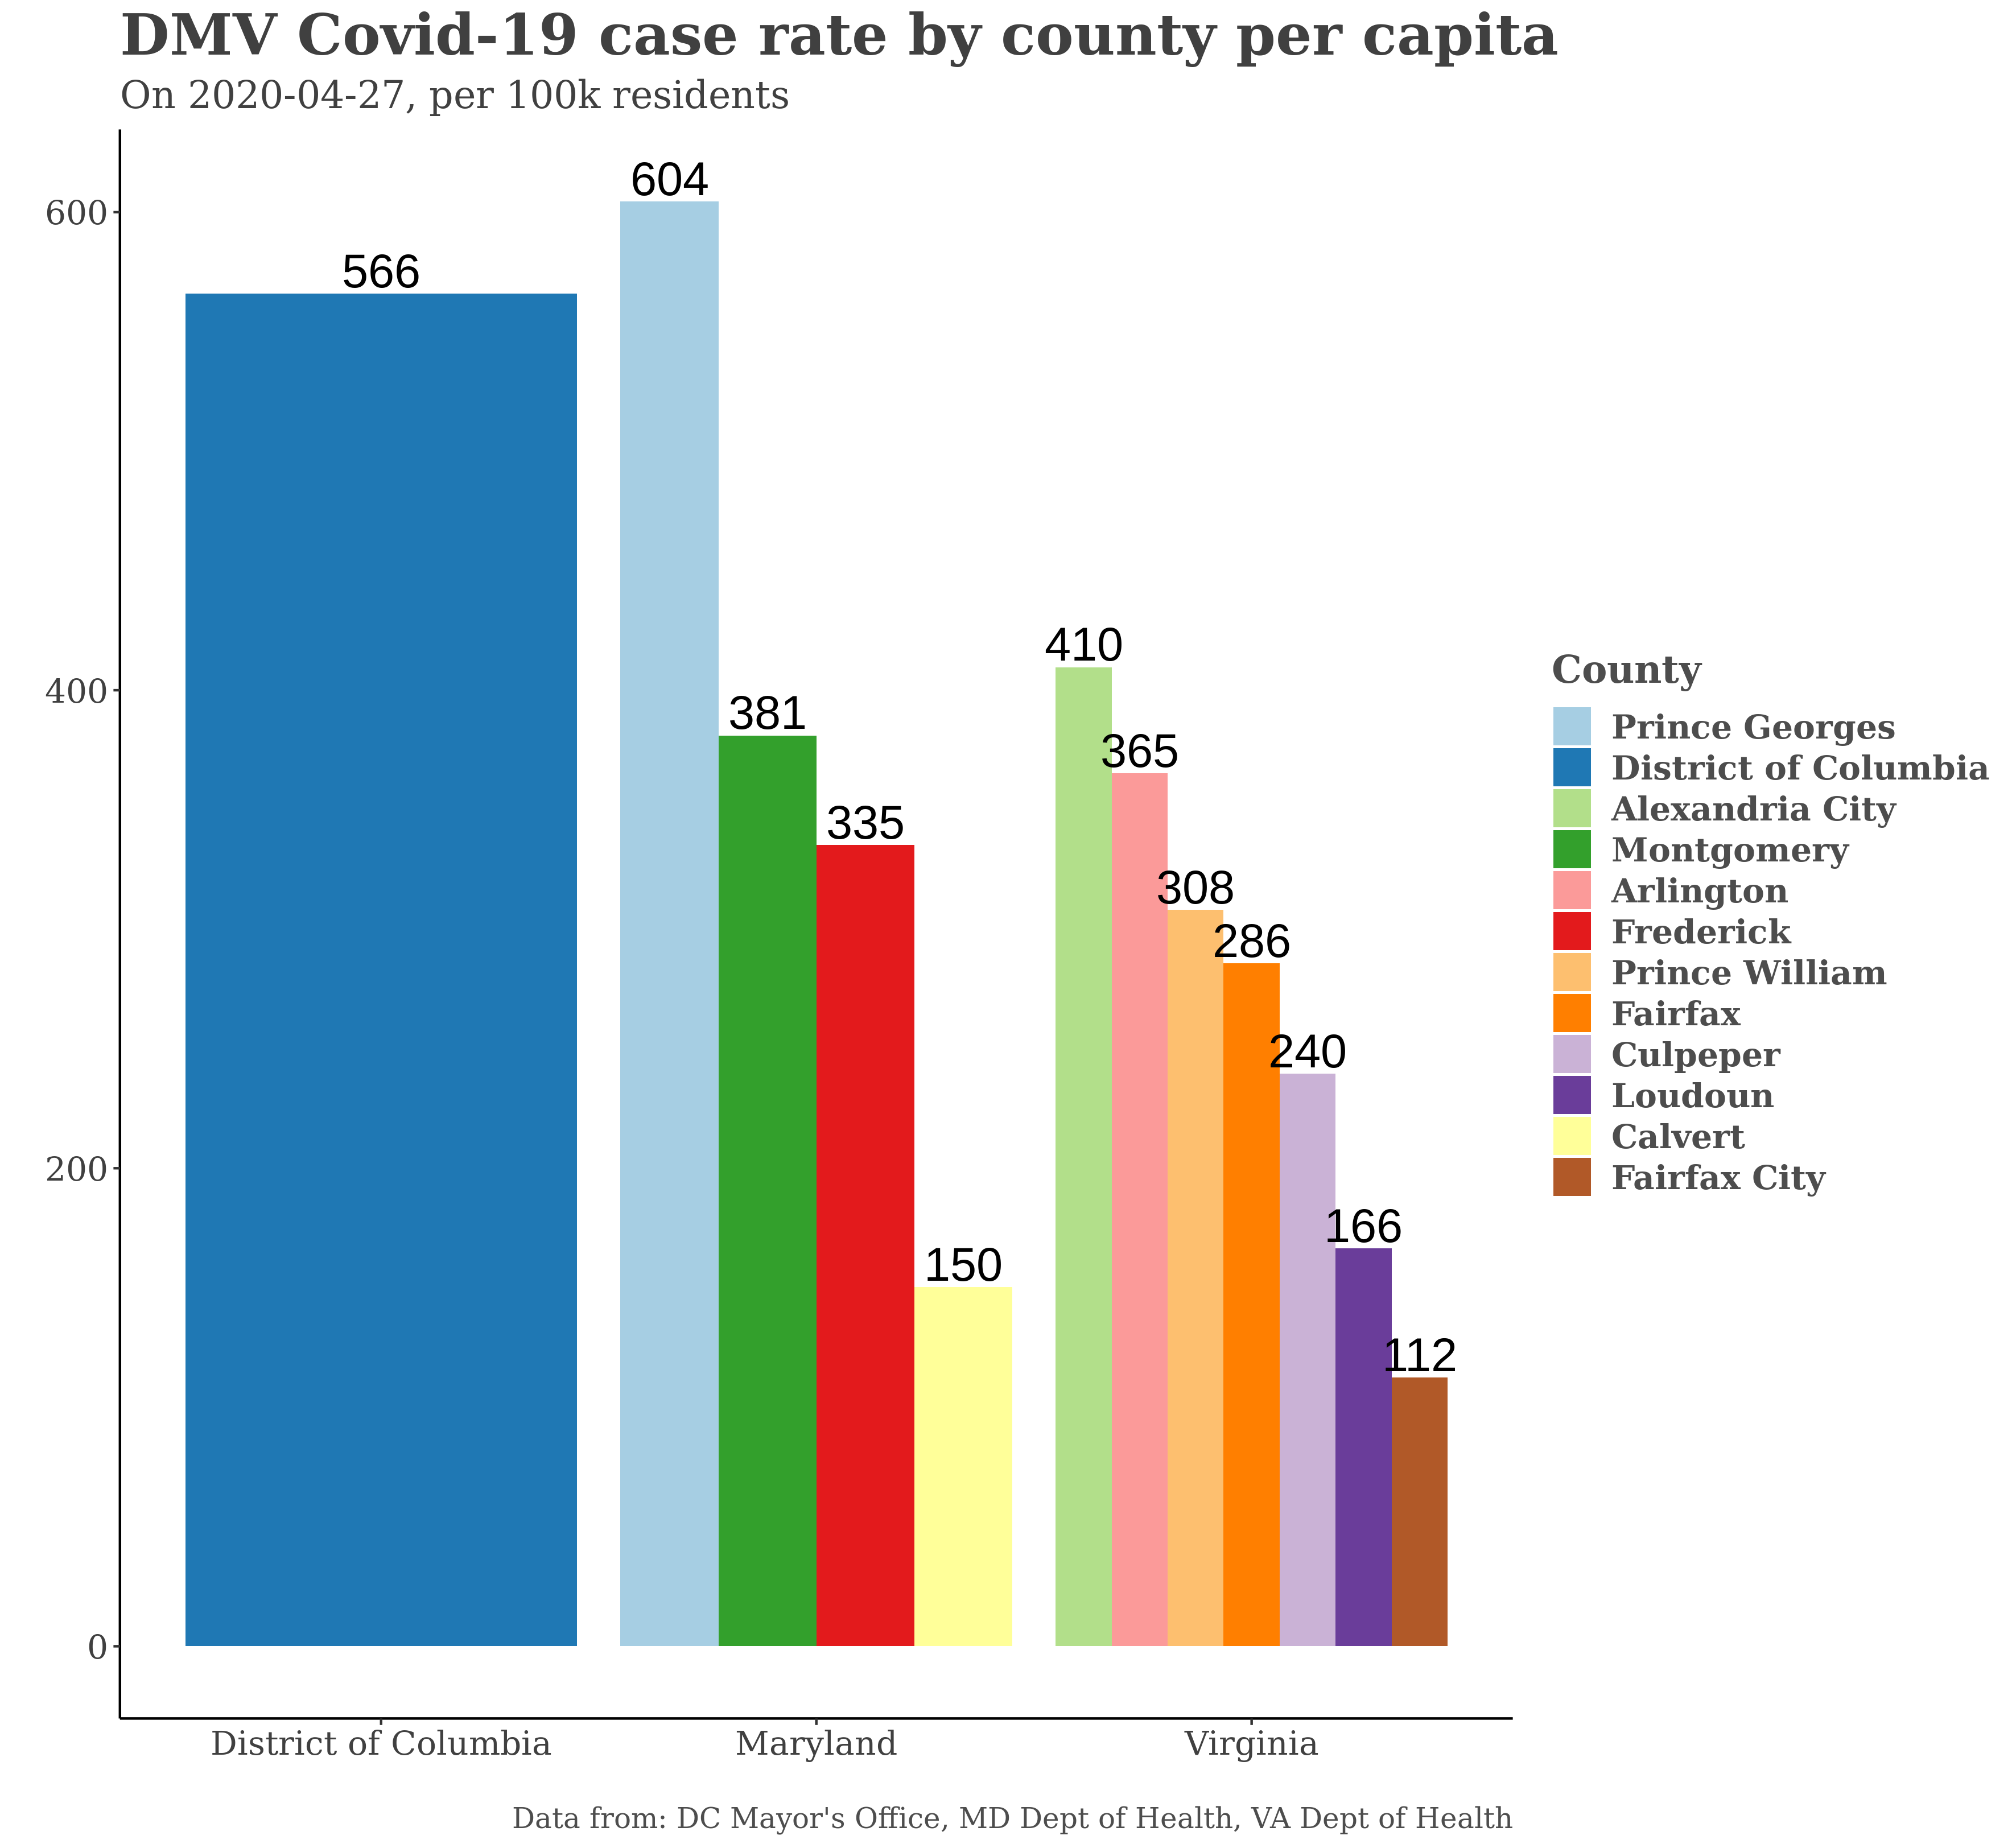 DMV Covid-19 case rate by county per capita
On 2020-04-27, per 100k residents
600
400
200
0
566
604
381
335
150
410
365
308
286
240
166
112
District of Columbia
Maryland
Virginia
County
Prince Georges
District of Columbia
Alexandria City
Montgomery
Arlington
Frederick
Prince William
Fairfax
Culpeper
Loudoun
Calvert
Fairfax City
Data from: DC Mayor's Office, MD Dept of Health, VA Dept of Health